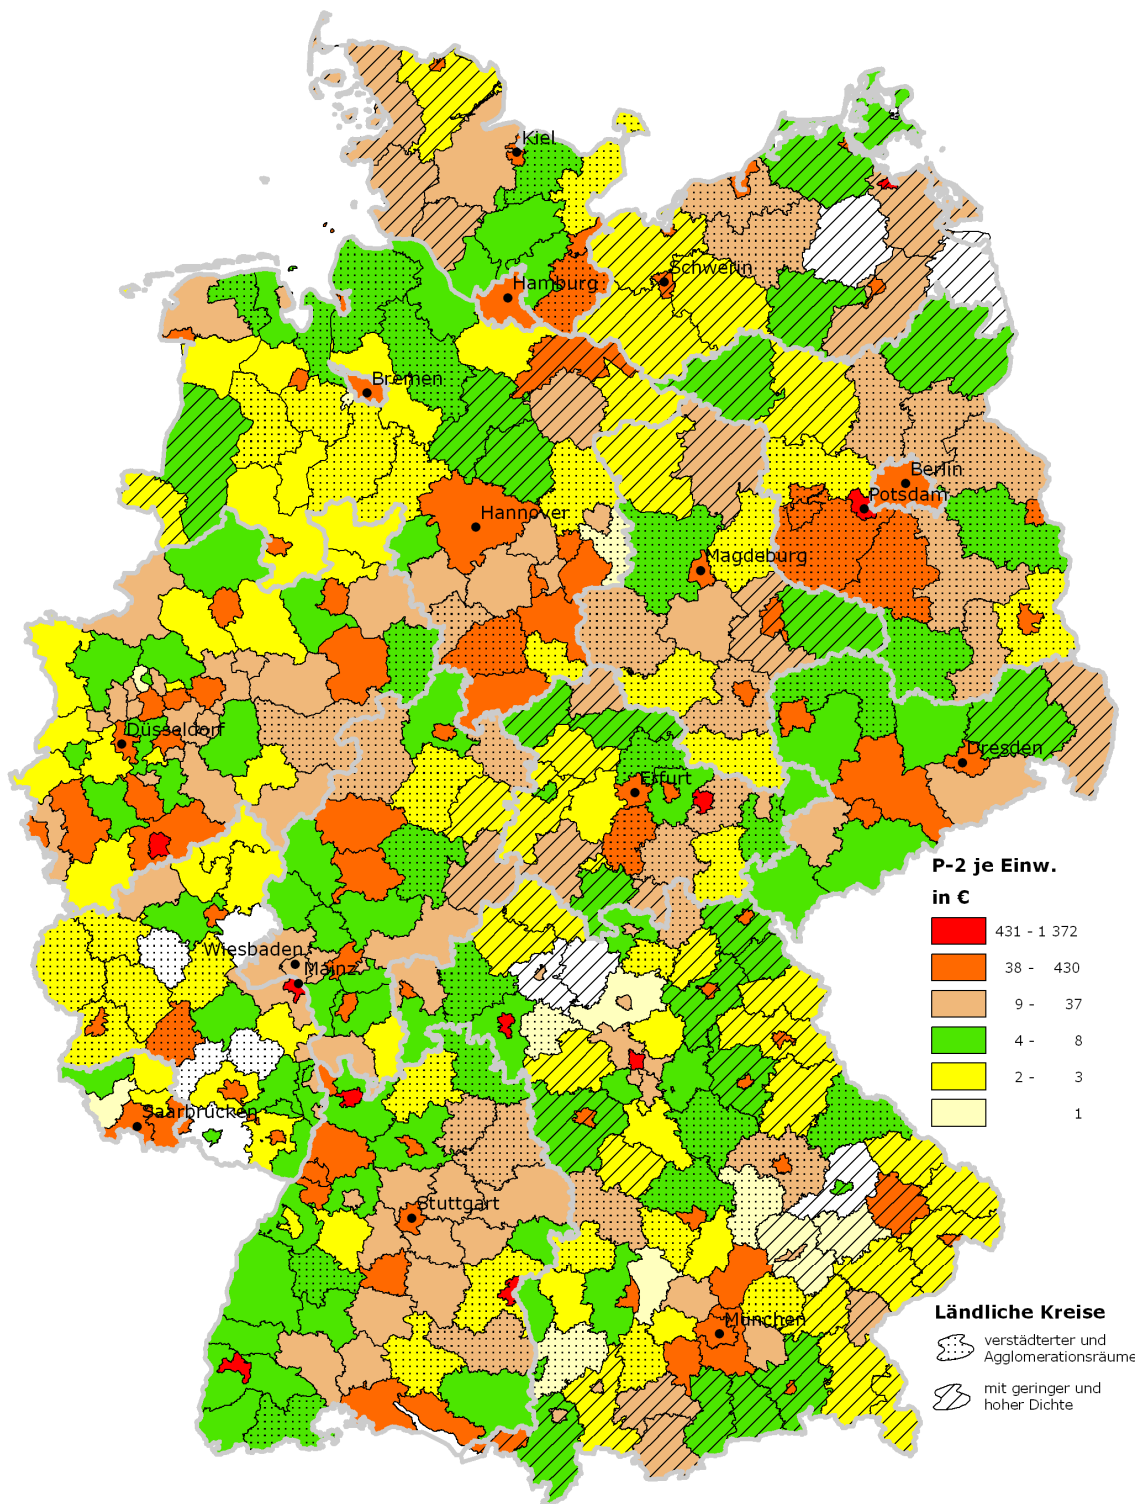 Kiel
Schwerin
Hamburg
Bremen
Berlin
Potsdam
Hannover
Magdeburg
Düsseldorf
Dresden
Erfurt
P-2 je Einw.
in €
431 - 1 372
38 - 430
9 - 37
4 - 8
2 - 3
1
Wiesbaden
Mainz
Saarbrücken
Stuttgart
München
Ländliche Kreise
verstädterter und
Agglomerationsräume
mit geringer und
hoher Dichte